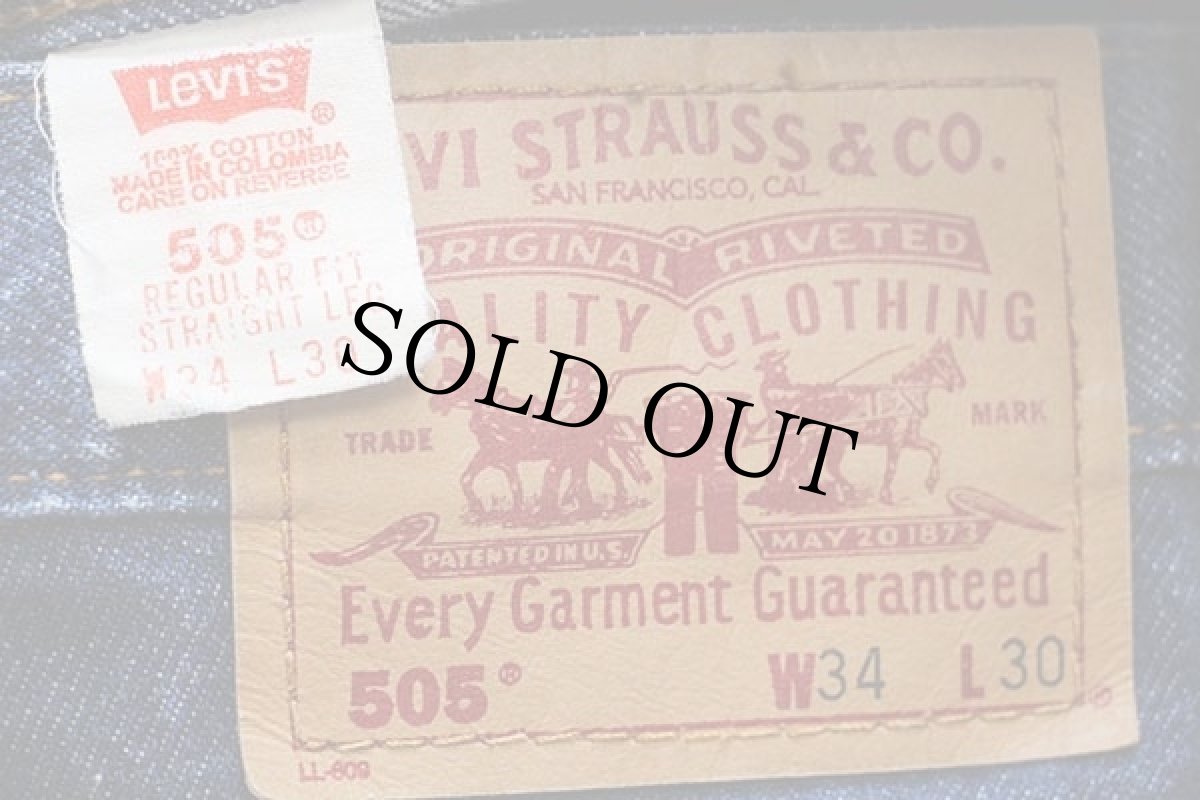 LEVI'S ®
100% COTTON
MADE IN COLOMBIA
CARE ON REVERSE
505®
REGULAR FIT
STRAIGHT LEG
W34 L30
VI STRAUSS & CO.
SAN FRANCISCO, CAL.
ORIGINAL RIVETED
ALITY CLOTHING
TRADE MARK
PATENTED IN U.S. MAY 20 1873
Every Garment Guaranteed
505® W34 L30
LL-609
SOLD OUT